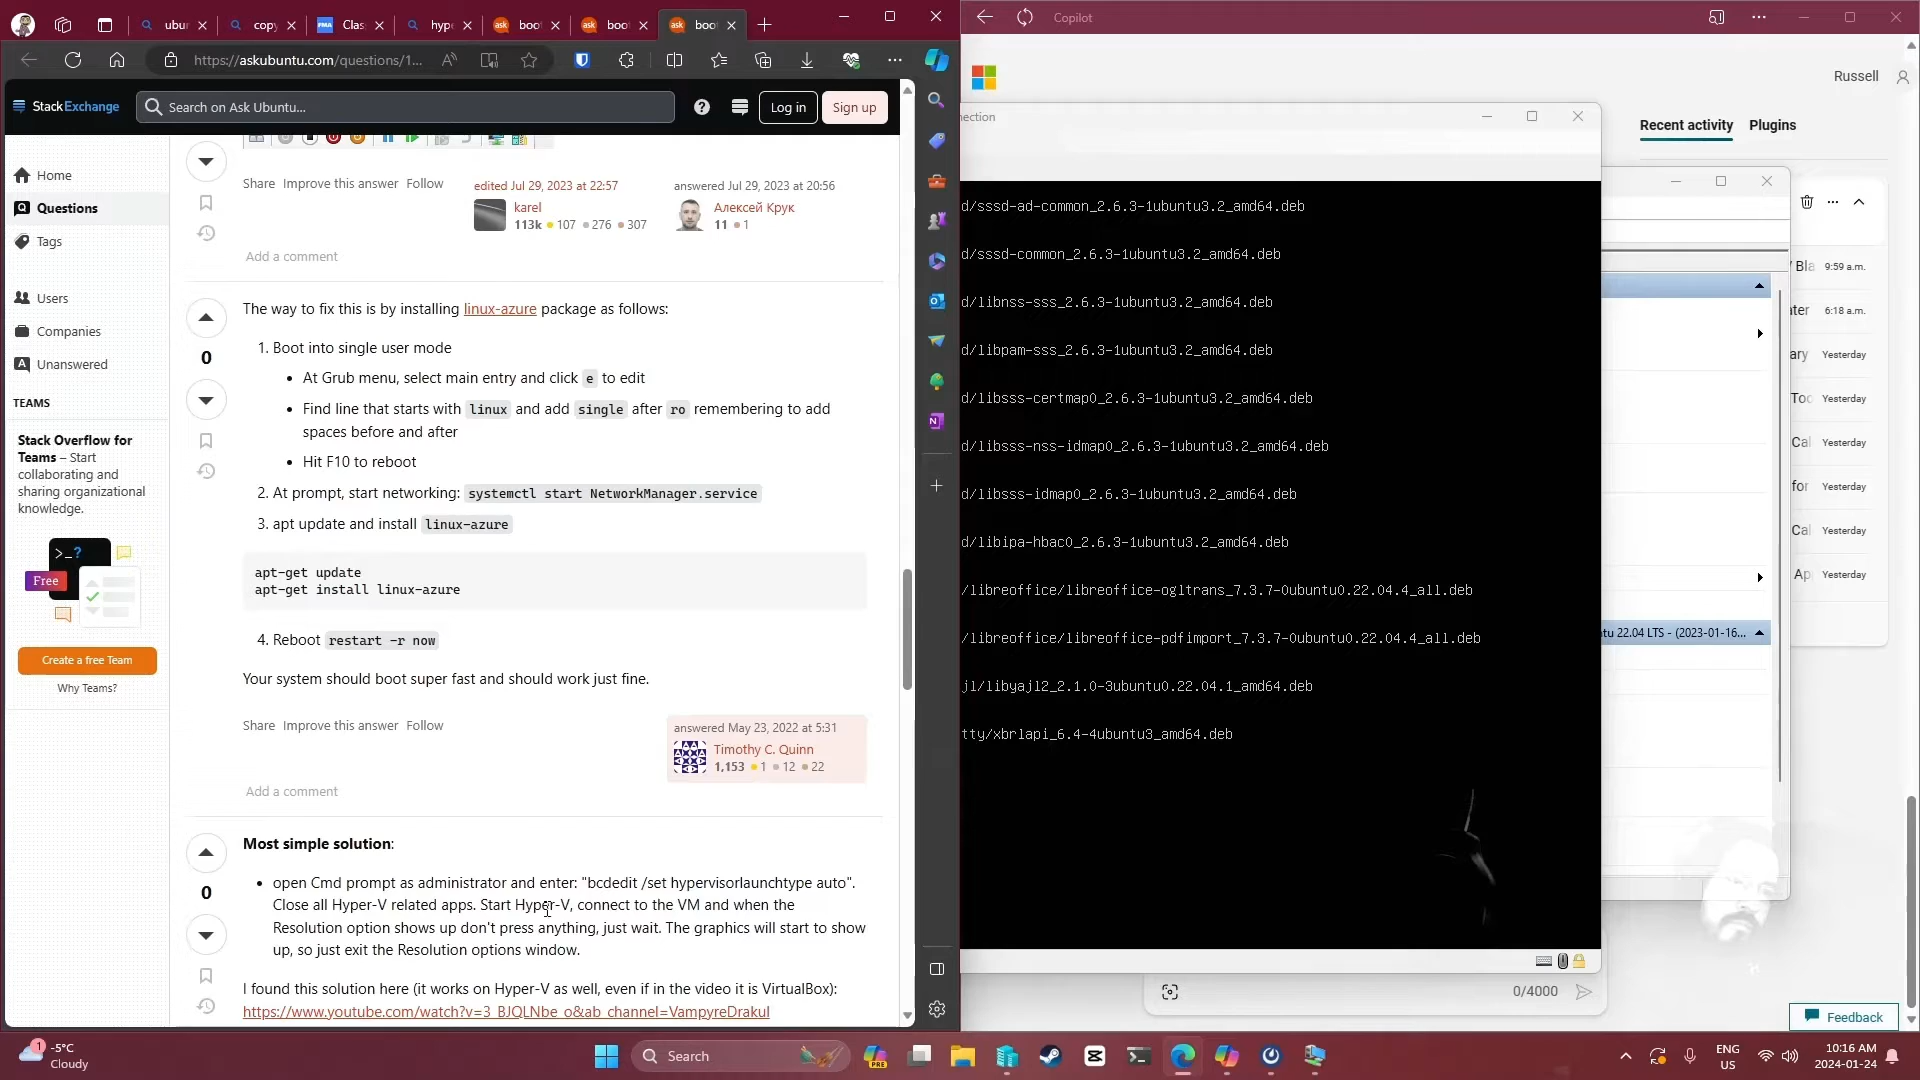 ubur
copy
Clas
hype
boot
boot
boot
https://askubuntu.com/questions/1...
StackExchange
Search on Ask Ubuntu...
Log in
Sign up
Home
Questions
Tags
Users
Companies
Unanswered
TEAMS
Stack Overflow for
Teams – Start
collaborating and
sharing organizational
knowledge.
>_?
Free
Create a free Team
Why Teams?
Share Improve this answer Follow
edited Jul 29, 2023 at 22:57
karel
113k 107 276 307
answered Jul 29, 2023 at 20:56
Алексей Крук
11 1
Add a comment
0
The way to fix this is by installing linux-azure package as follows:
1. Boot into single user mode
• At Grub menu, select main entry and click e to edit
• Find line that starts with linux and add single after ro remembering to add
spaces before and after
• Hit F10 to reboot
2. At prompt, start networking: systemctl start NetworkManager.service
3. apt update and install linux-azure
apt-get update
apt-get install linux-azure
4. Reboot restart -r now
Your system should boot super fast and should work just fine.
Share Improve this answer Follow
answered May 23, 2022 at 5:31
Timothy C. Quinn
1,153 1 12 22
Add a comment
0
Most simple solution:
• open Cmd prompt as administrator and enter: "bcdedit /set hypervisorlaunchtype auto".
Close all Hyper-V related apps. Start Hyper-V, connect to the VM and when the
Resolution option shows up don't press anything, just wait. The graphics will start to show
up, so just exit the Resolution options window.
I found this solution here (it works on Hyper-V as well, even if in the video it is VirtualBox):
https://www.youtube.com/watch?v=3_BJQLNbe_o&ab_channel=VampyreDrakul
Copilot
Russell
Recent activity Plugins
nection
d/sssd-ad-common_2.6.3-1ubuntu3.2_amd64.deb
d/sssd-common_2.6.3-1ubuntu3.2_amd64.deb
d/libnss-sss_2.6.3-1ubuntu3.2_amd64.deb
d/libpam-sss_2.6.3-1ubuntu3.2_amd64.deb
d/libsss-certmap0_2.6.3-1ubuntu3.2_amd64.deb
d/libsss-nss-idmap0_2.6.3-1ubuntu3.2_amd64.deb
d/libsss-idmap0_2.6.3-1ubuntu3.2_amd64.deb
d/libipa-hbac0_2.6.3-1ubuntu3.2_amd64.deb
/libreoffice/libreoffice-ogltrans_7.3.7-0ubuntu0.22.04.4_all.deb
/libreoffice/libreoffice-pdfimport_7.3.7-0ubuntu0.22.04.4_all.deb
jl/libyajl2_2.1.0-3ubuntu0.22.04.1_amd64.deb
tty/xbrlapi_6.4-4ubuntu3_amd64.deb
Bla 9:59 a.m.
ter 6:18 a.m.
ary Yesterday
Too Yesterday
Cal Yesterday
for Yesterday
Cal Yesterday
Ap Yesterday
tu 22.04 LTS - (2023-01-16...
0/4000
Feedback
1
-5°C
Cloudy
Search
PRE
ENG
US
10:16 AM
2024-01-24